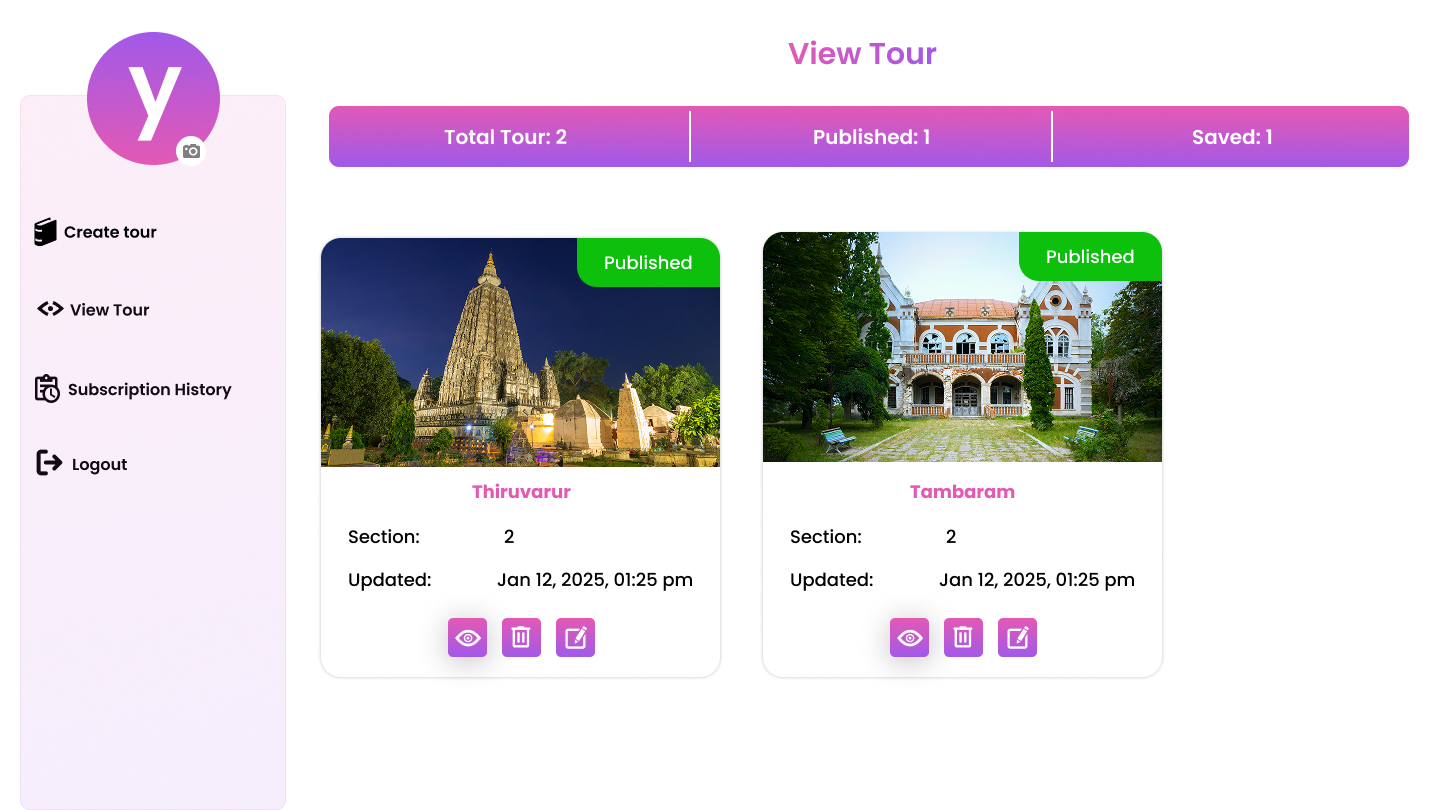 y
View Tour
Total Tour: 2
Published: 1
Saved: 1
Create tour
View Tour
Subscription History
Logout
Published
Thiruvarur
Section: 2
Updated: Jan 12, 2025, 01:25 pm
Published
Tambaram
Section: 2
Updated: Jan 12, 2025, 01:25 pm